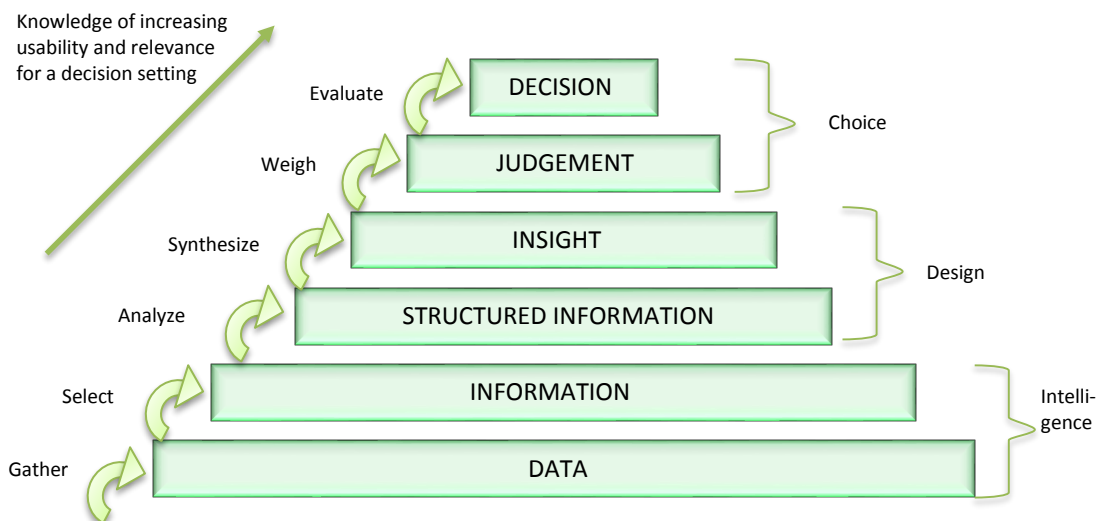 Knowledge of increasing
usability and relevance
for a decision setting
Evaluate
DECISION
Choice
Weigh
JUDGEMENT
Synthesize
INSIGHT
Design
Analyze
STRUCTURED INFORMATION
Select
INFORMATION
Intelli-
gence
Gather
DATA